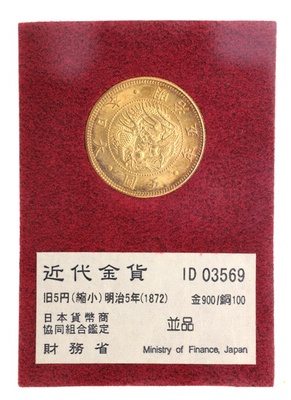 近代金貨 ID 03569
旧5円(縮小)明治5年(1872) 金900/銅100
日本貨幣商
協同組合鑑定 並品
財務省 Ministry of Finance, Japan